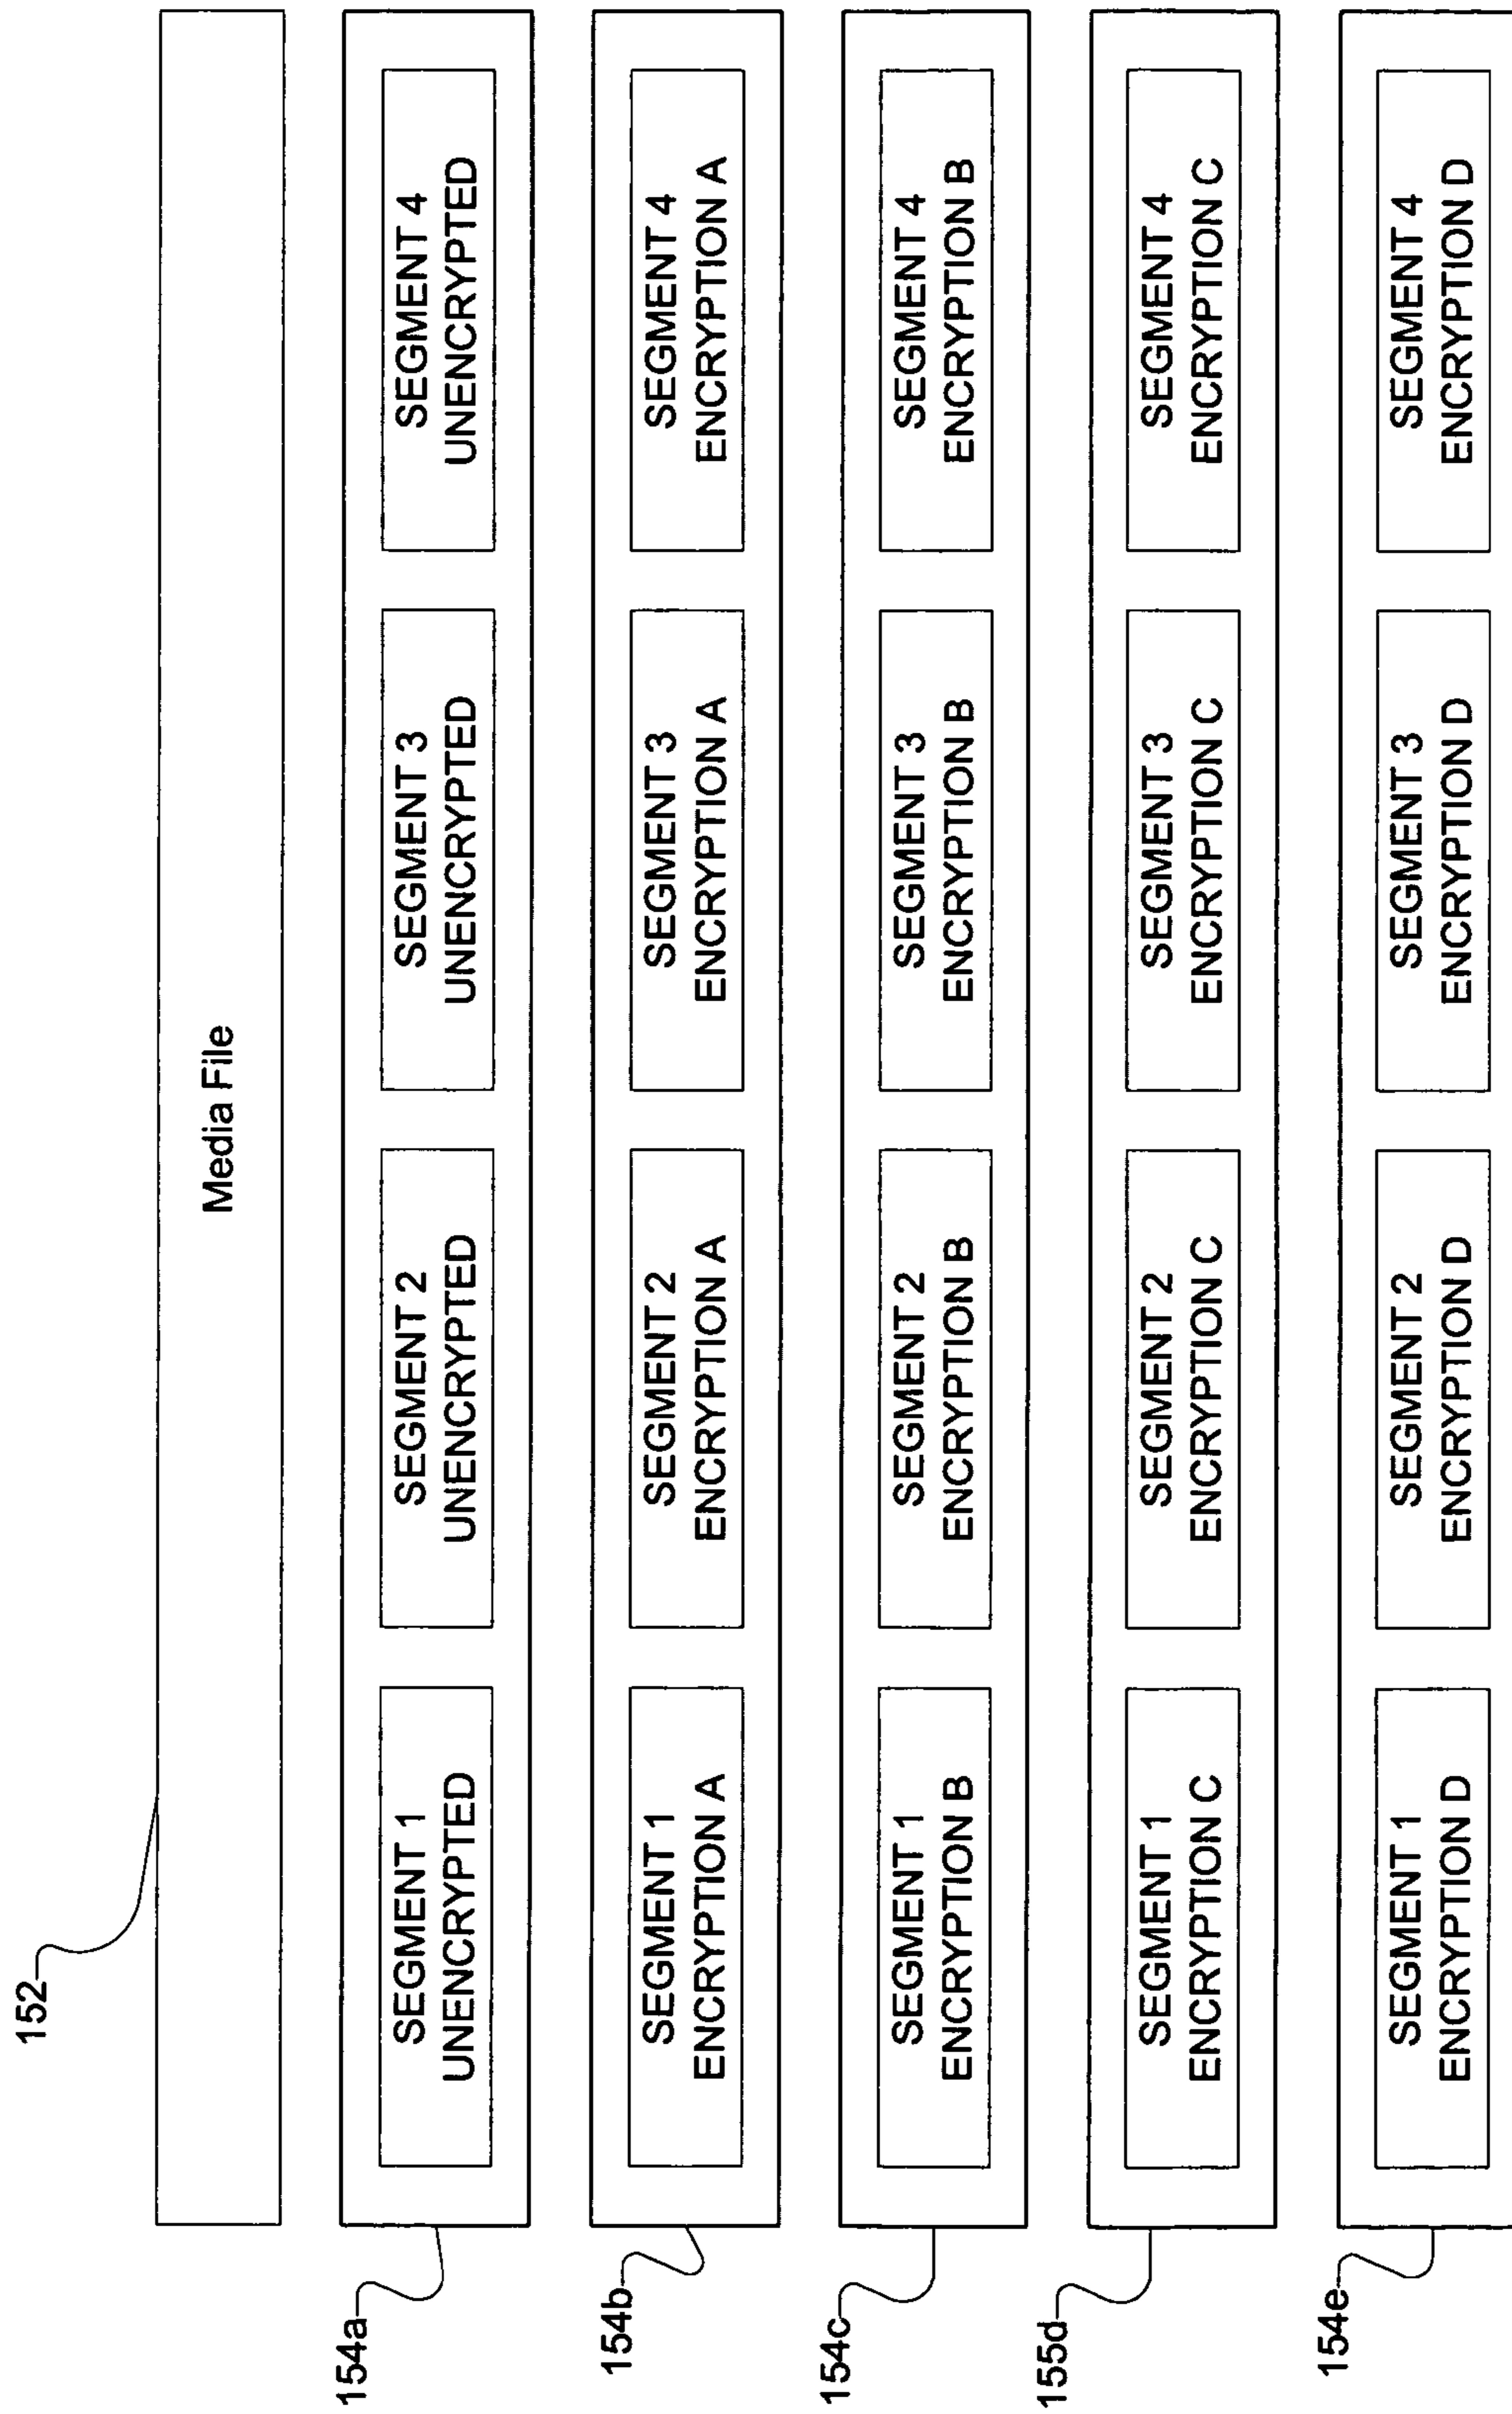 152
Media File
154a
SEGMENT 1
UNENCRYPTED
SEGMENT 2
UNENCRYPTED
SEGMENT 3
UNENCRYPTED
SEGMENT 4
UNENCRYPTED
154b
SEGMENT 1
ENCRYPTION A
SEGMENT 2
ENCRYPTION A
SEGMENT 3
ENCRYPTION A
SEGMENT 4
ENCRYPTION A
154c
SEGMENT 1
ENCRYPTION B
SEGMENT 2
ENCRYPTION B
SEGMENT 3
ENCRYPTION B
SEGMENT 4
ENCRYPTION B
155d
SEGMENT 1
ENCRYPTION C
SEGMENT 2
ENCRYPTION C
SEGMENT 3
ENCRYPTION C
SEGMENT 4
ENCRYPTION C
154e
SEGMENT 1
ENCRYPTION D
SEGMENT 2
ENCRYPTION D
SEGMENT 3
ENCRYPTION D
SEGMENT 4
ENCRYPTION D